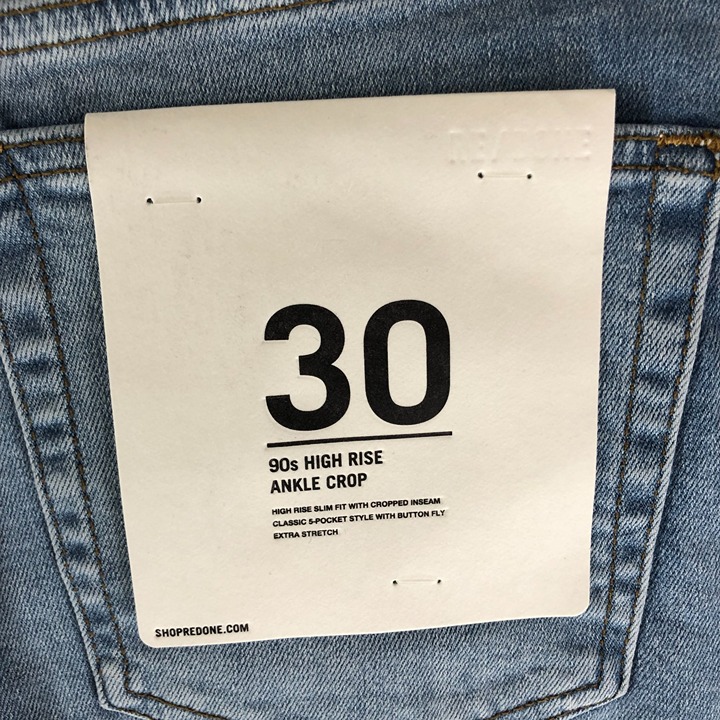 RE/DONE
30
90s HIGH RISE
ANKLE CROP
HIGH RISE SLIM FIT WITH CROPPED INSEAM
CLASSIC 5-POCKET STYLE WITH BUTTON FLY
EXTRA STRETCH
SHOPREDONE.COM